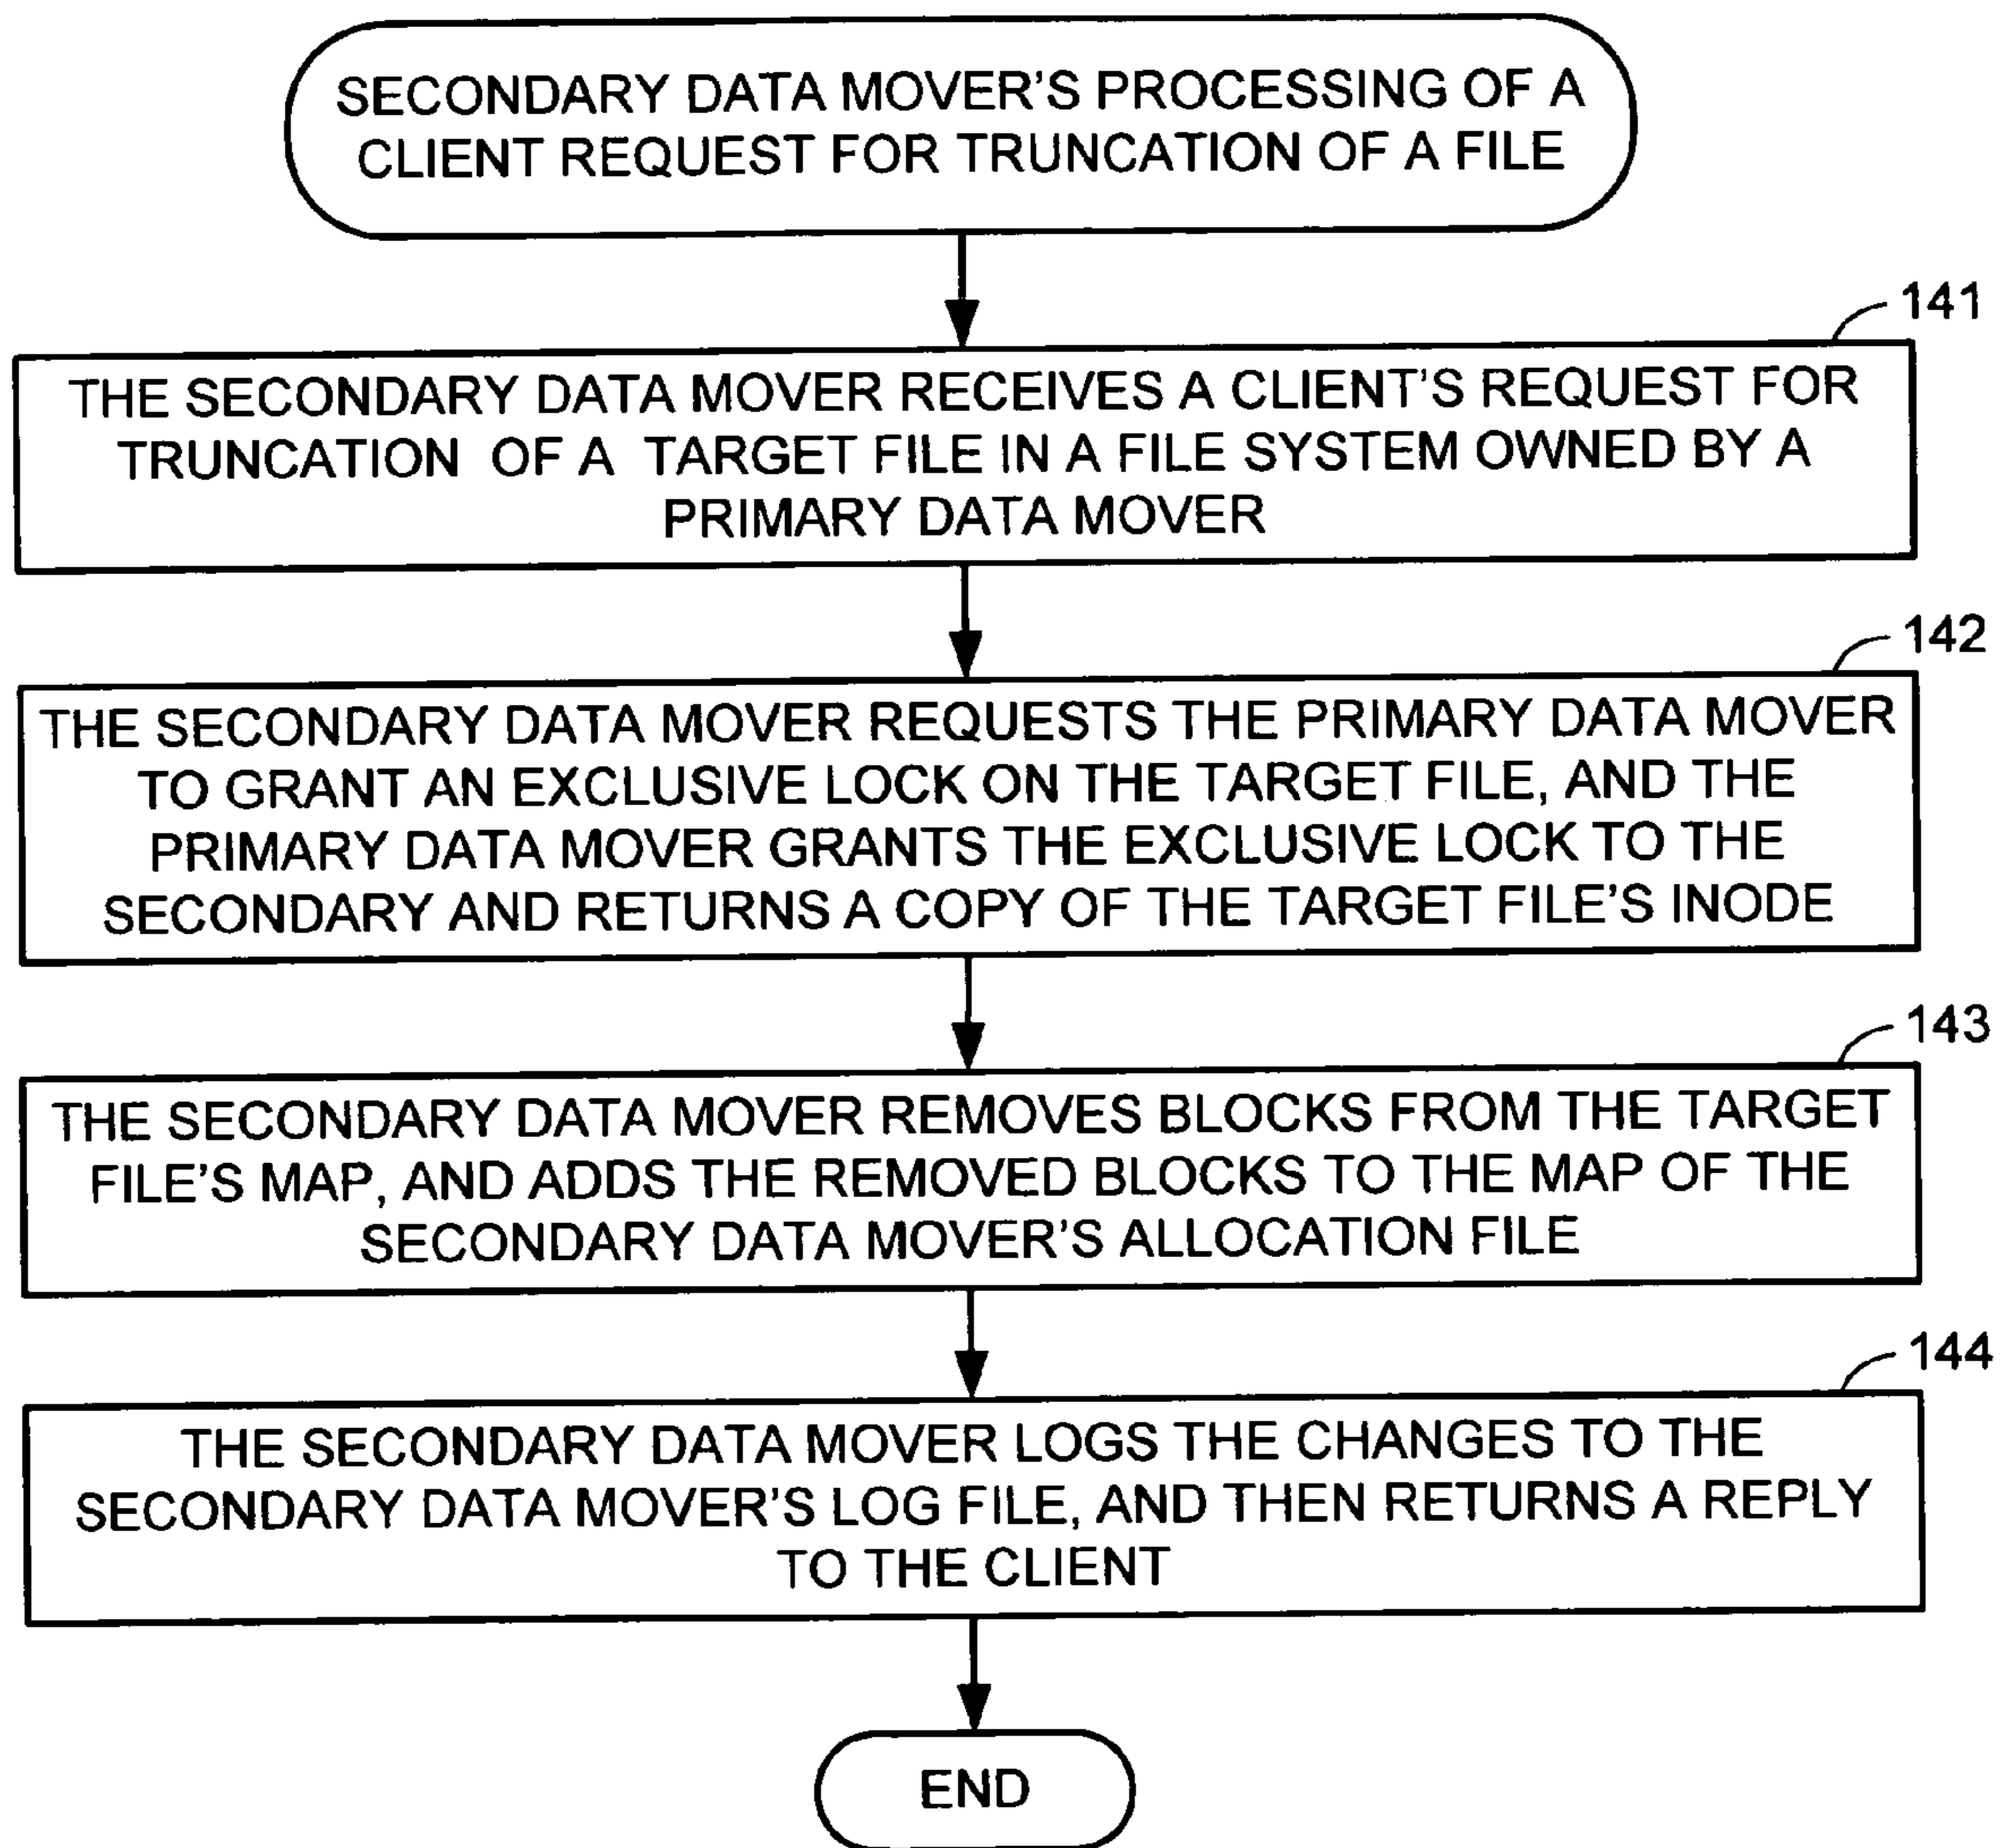 SECONDARY DATA MOVER'S PROCESSING OF A
CLIENT REQUEST FOR TRUNCATION OF A FILE
141
THE SECONDARY DATA MOVER RECEIVES A CLIENT'S REQUEST FOR
TRUNCATION OF A TARGET FILE IN A FILE SYSTEM OWNED BY A
PRIMARY DATA MOVER
142
THE SECONDARY DATA MOVER REQUESTS THE PRIMARY DATA MOVER
TO GRANT AN EXCLUSIVE LOCK ON THE TARGET FILE, AND THE
PRIMARY DATA MOVER GRANTS THE EXCLUSIVE LOCK TO THE
SECONDARY AND RETURNS A COPY OF THE TARGET FILE'S INODE
143
THE SECONDARY DATA MOVER REMOVES BLOCKS FROM THE TARGET
FILE'S MAP, AND ADDS THE REMOVED BLOCKS TO THE MAP OF THE
SECONDARY DATA MOVER'S ALLOCATION FILE
144
THE SECONDARY DATA MOVER LOGS THE CHANGES TO THE
SECONDARY DATA MOVER'S LOG FILE, AND THEN RETURNS A REPLY
TO THE CLIENT
END